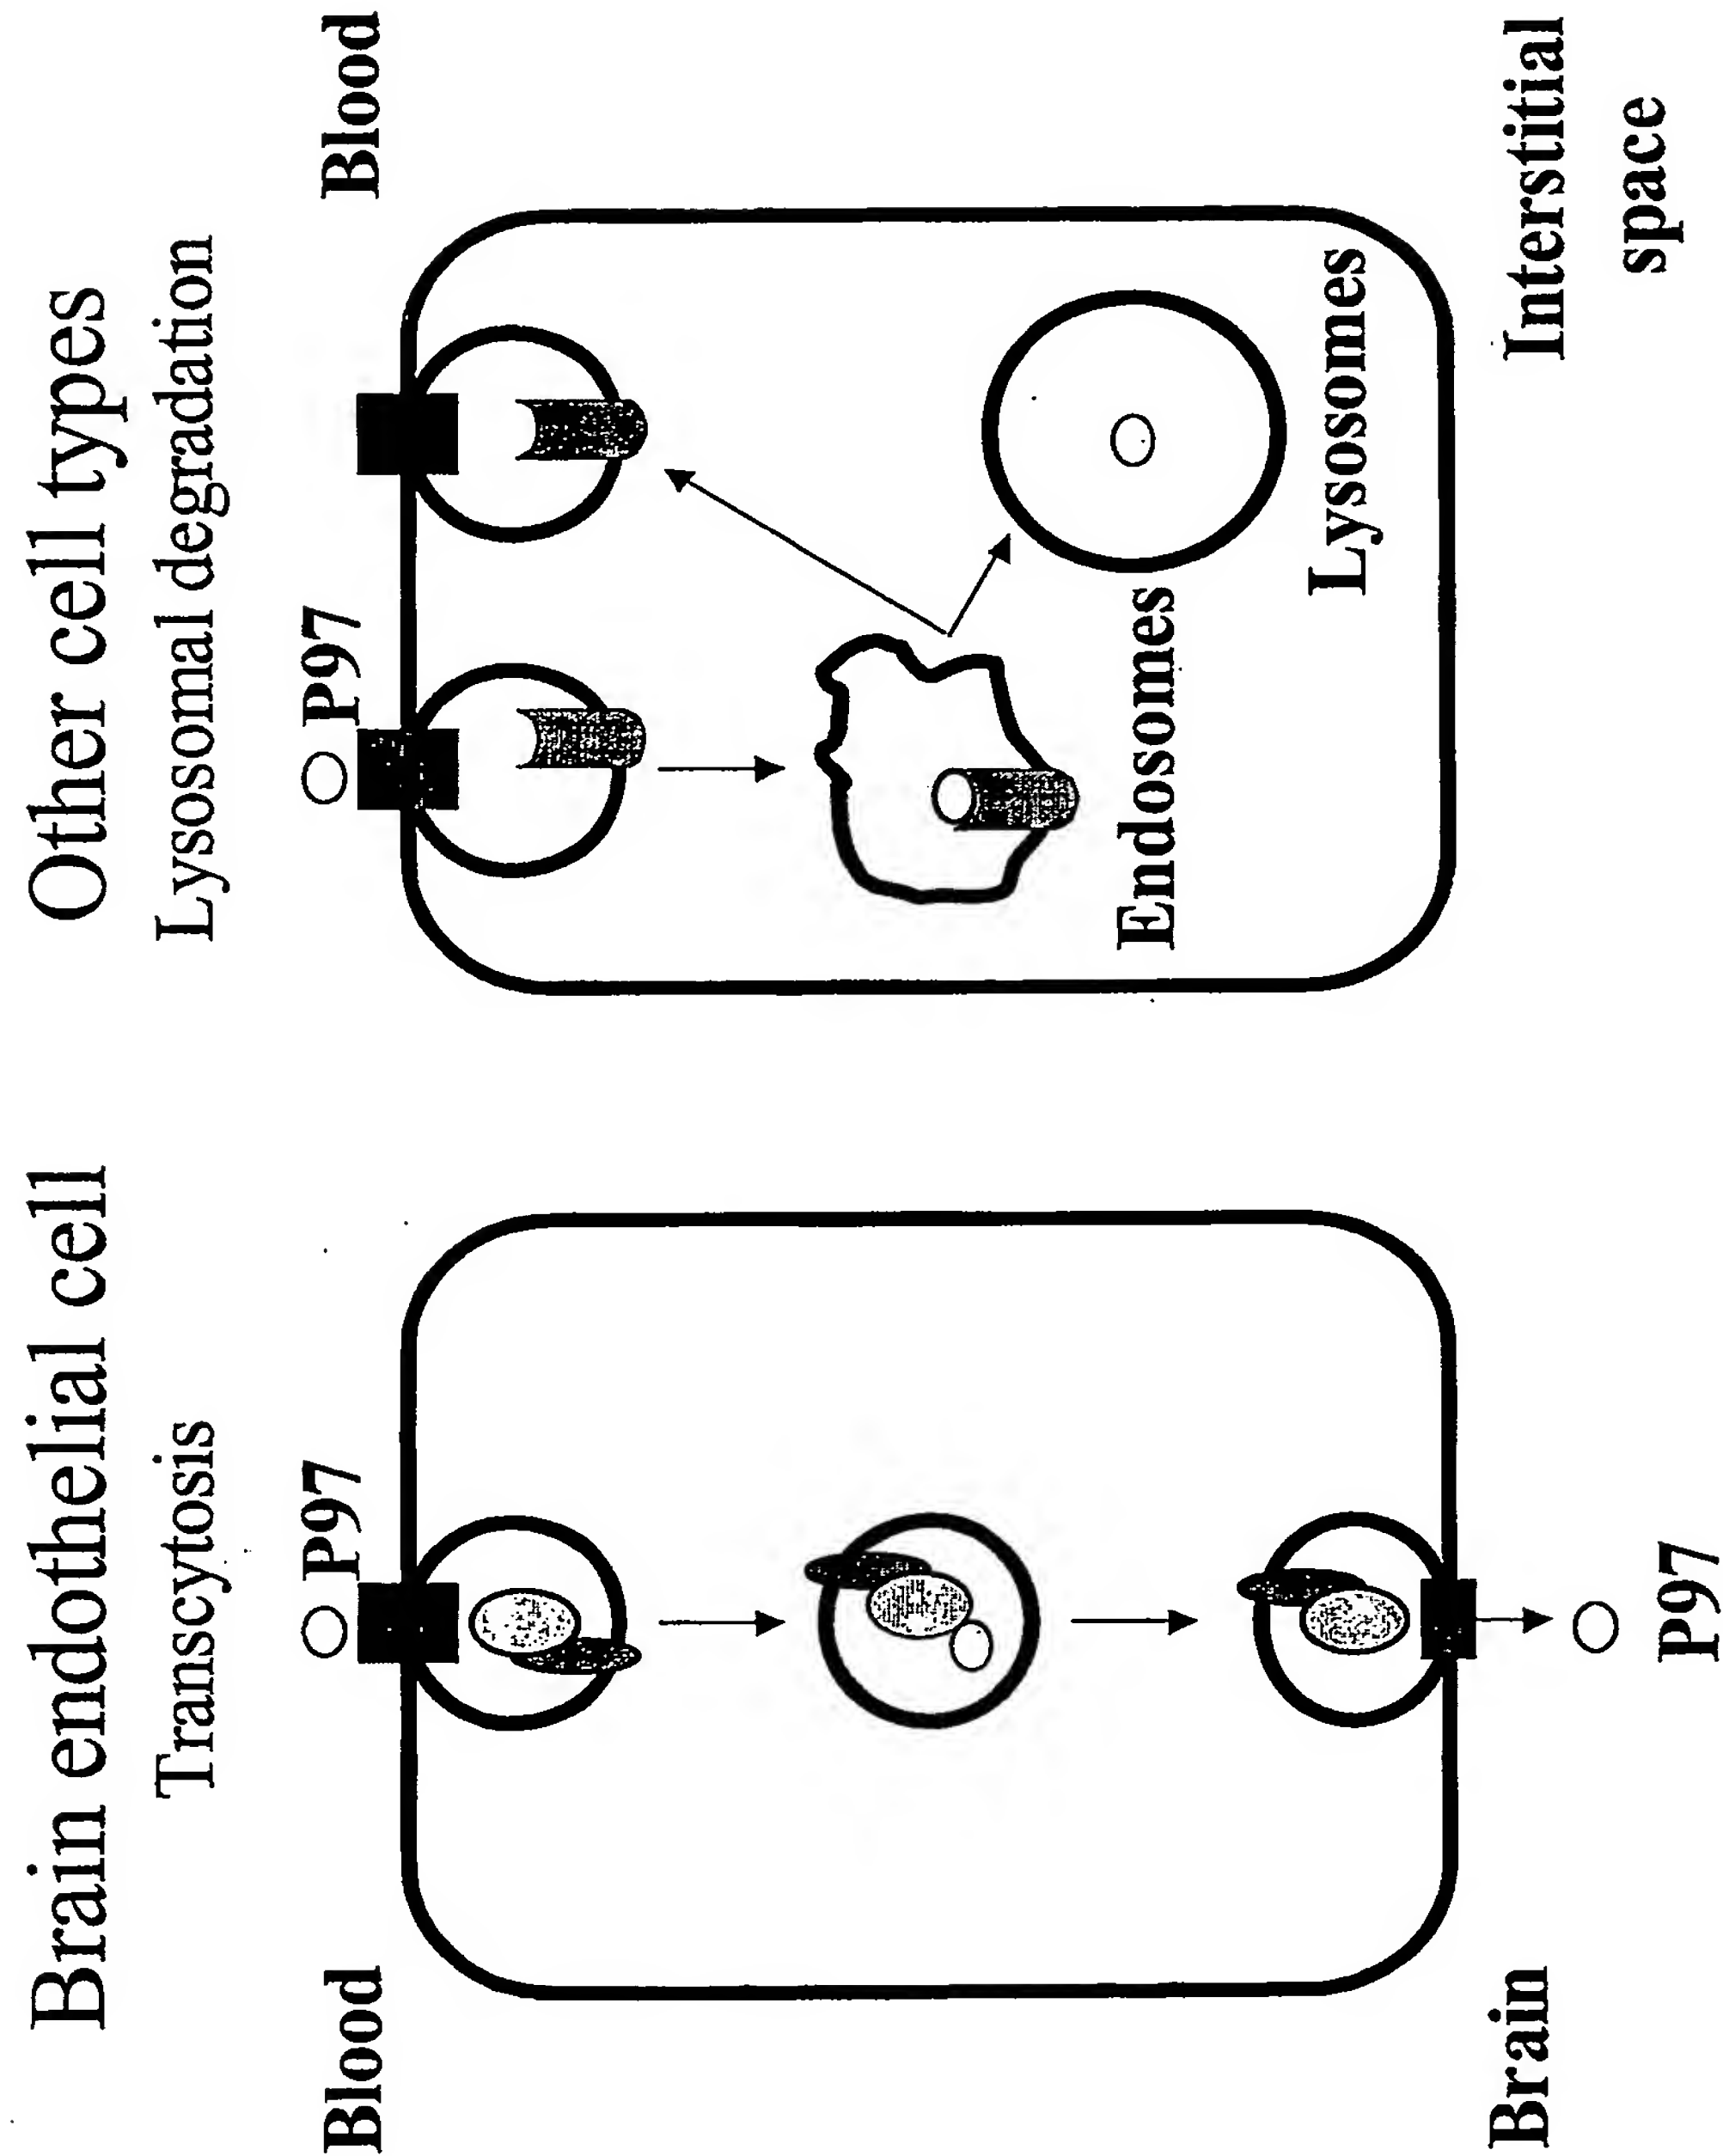 Brain endothelial cell
Transcytosis
Blood
P97
Brain
P97
Other cell types
Lysosomal degradation
P97
Blood
Endosomes
Lysosomes
Interstitial
space